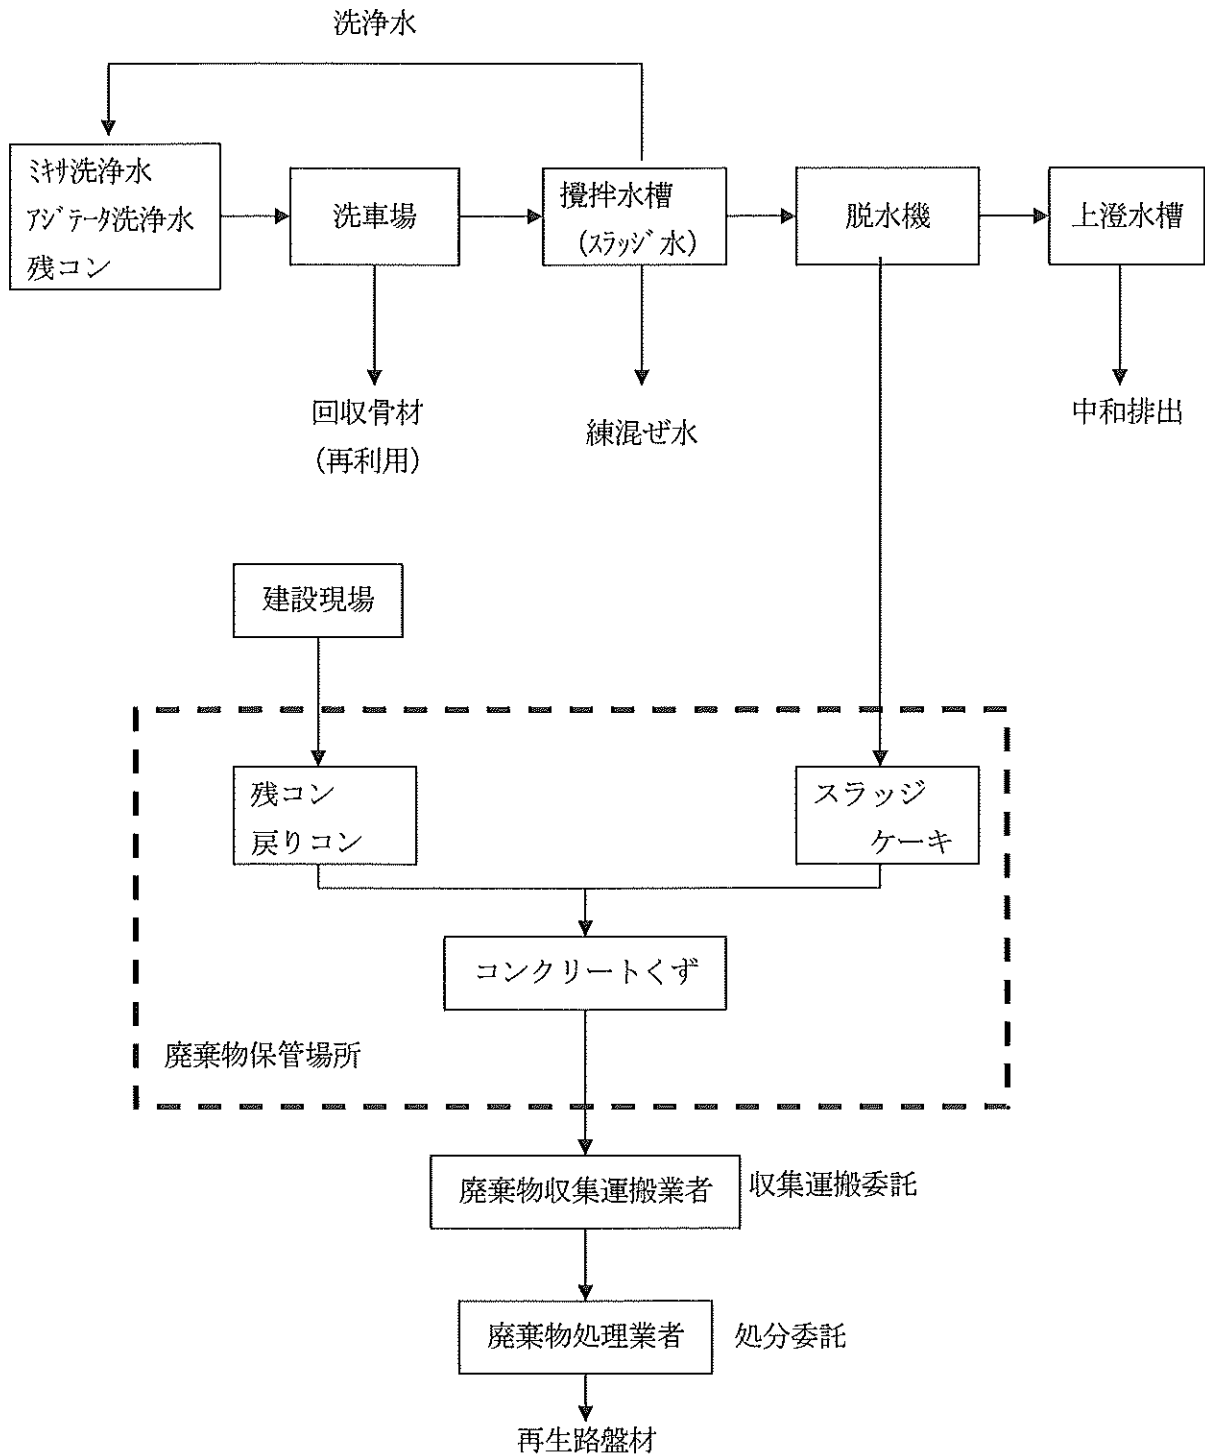 洗浄水
ﾐｷｻ洗浄水
ｱｼﾞﾃｰﾀ洗浄水
残コン
洗車場
攪拌水槽
(ｽﾗｯｼﾞ水)
脱水機
上澄水槽
回収骨材
(再利用)
練混ぜ水
中和排出
建設現場
残コン
戻りコン
スラッジ
ケーキ
コンクリートくず
廃棄物保管場所
廃棄物収集運搬業者
収集運搬委託
廃棄物処理業者
処分委託
再生路盤材